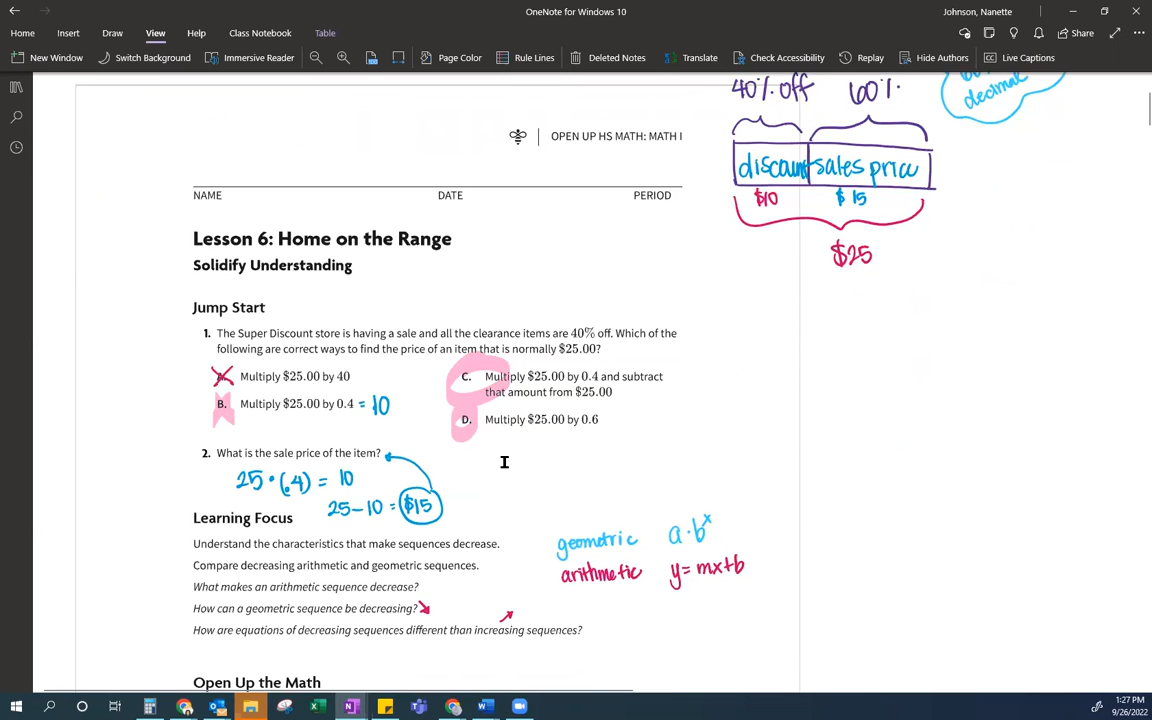 OneNote for Windows 10
Johnson, Nanette
Home Insert Draw View Help Class Notebook Table
Share
New Window Switch Background Immersive Reader Page Color Rule Lines Deleted Notes Translate Check Accessibility Replay Hide Authors Live Captions
40% off 60%
decimal
OPEN UP HS MATH: MATH I
discount sales price
$10 $15
$25
NAME DATE PERIOD
Lesson 6: Home on the Range
Solidify Understanding
Jump Start
1. The Super Discount store is having a sale and all the clearance items are 40% off. Which of the
following are correct ways to find the price of an item that is normally $25.00?
A. Multiply $25.00 by 40
C. Multiply $25.00 by 0.4 and subtract
that amount from $25.00
B. Multiply $25.00 by 0.4 = 10
D. Multiply $25.00 by 0.6
2. What is the sale price of the item?
25 · (.4) = 10
25 - 10 = $15
Learning Focus
Understand the characteristics that make sequences decrease.
geometric a·b^x
Compare decreasing arithmetic and geometric sequences.
arithmetic y=mx+b
What makes an arithmetic sequence decrease?
How can a geometric sequence be decreasing?
How are equations of decreasing sequences different than increasing sequences?
Open Up the Math
1:27 PM
9/26/2022